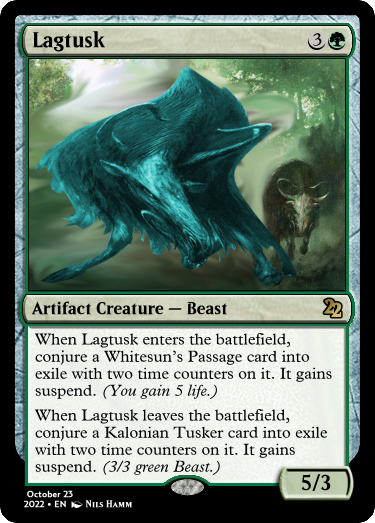 Lagtusk 3
Artifact Creature — Beast
When Lagtusk enters the battlefield,
conjure a Whitesun's Passage card into
exile with two time counters on it. It gains
suspend. (You gain 5 life.)
When Lagtusk leaves the battlefield,
conjure a Kalonian Tusker card into exile
with two time counters on it. It gains
suspend. (3/3 green Beast.)
5/3
October 23
2022 • EN Nils Hamm